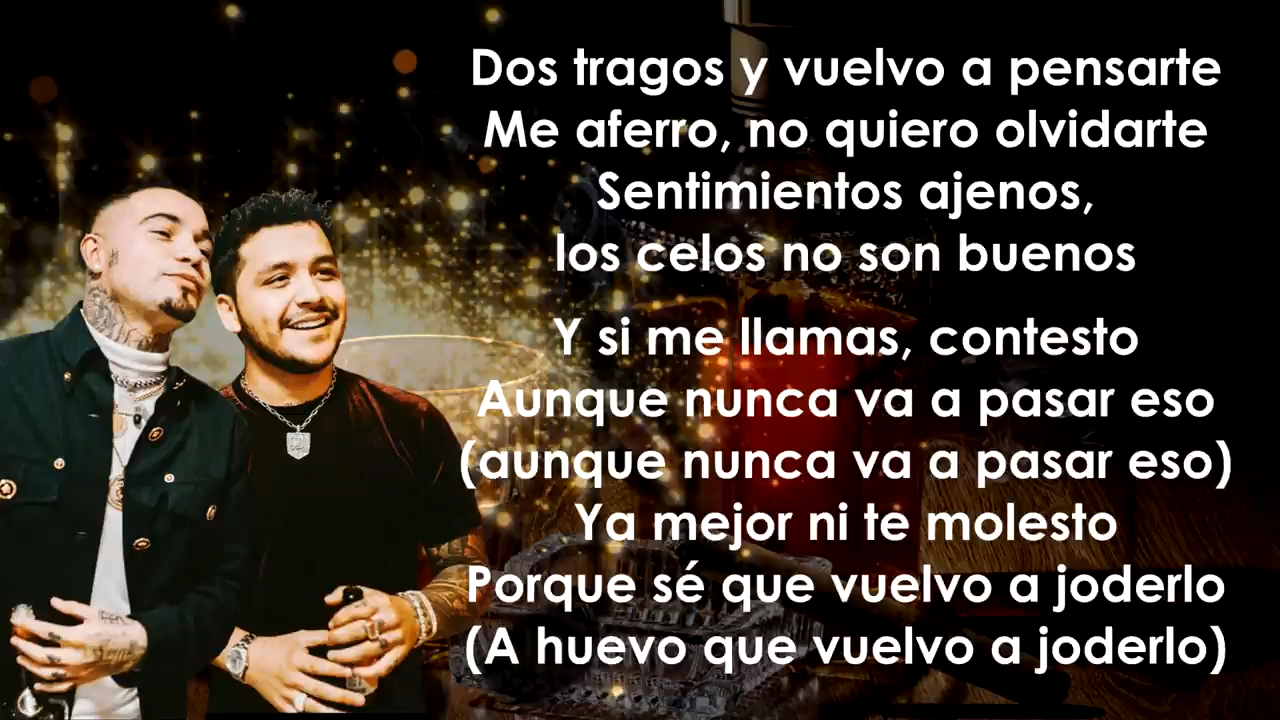 Dos tragos y vuelvo a pensarte
Me aferro, no quiero olvidarte
Sentimientos ajenos,
los celos no son buenos
Y si me llamas, contesto
Aunque nunca va a pasar eso
(aunque nunca va a pasar eso)
Ya mejor ni te molesto
Porque sé que vuelvo a joderlo
(A huevo que vuelvo a joderlo)